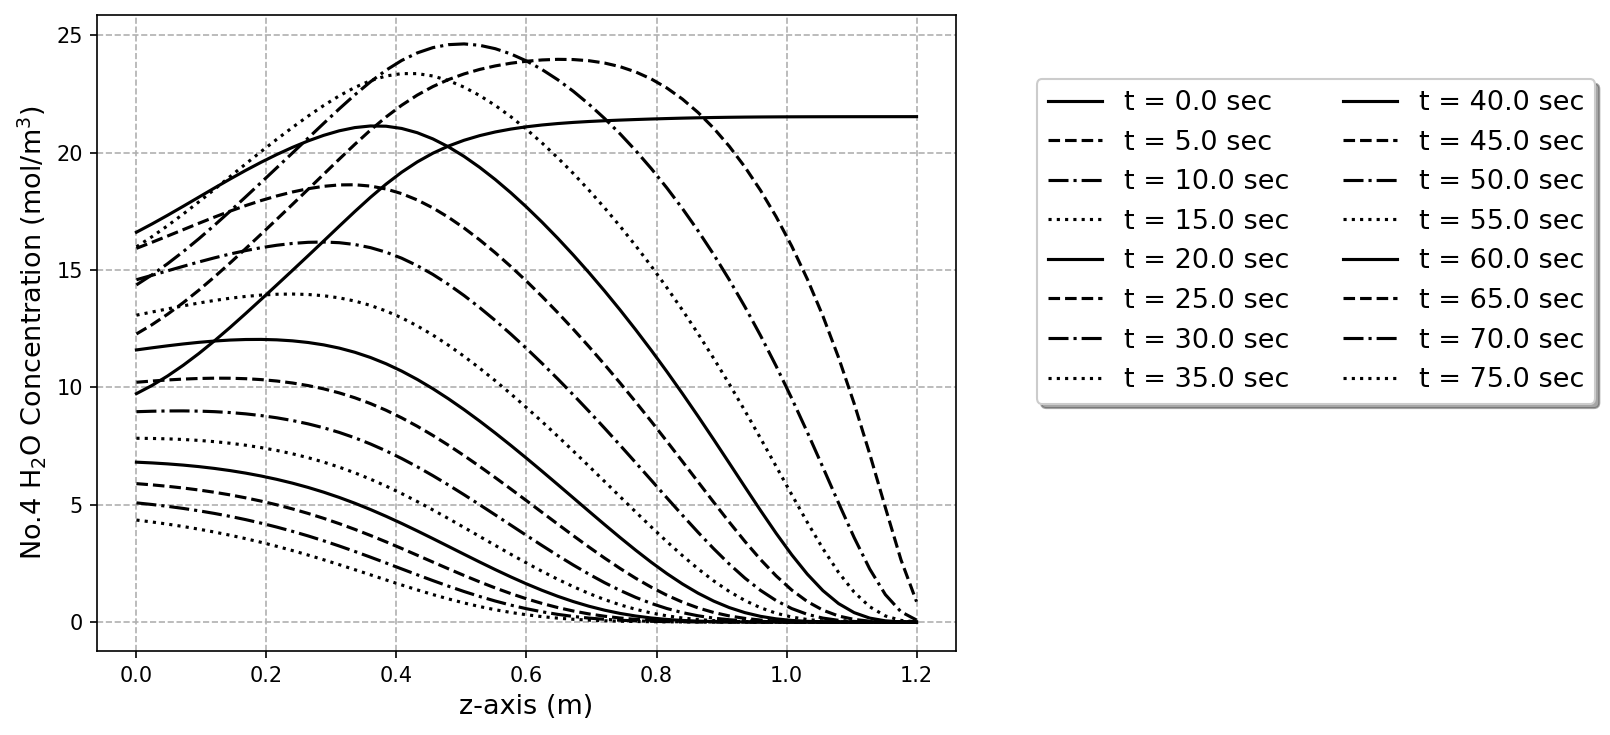 25
20
15
10
5
0
No.4 H₂O Concentration (mol/m³)
0.0 0.2 0.4 0.6 0.8 1.0 1.2
z-axis (m)
t = 0.0 sec
t = 5.0 sec
t = 10.0 sec
t = 15.0 sec
t = 20.0 sec
t = 25.0 sec
t = 30.0 sec
t = 35.0 sec
t = 40.0 sec
t = 45.0 sec
t = 50.0 sec
t = 55.0 sec
t = 60.0 sec
t = 65.0 sec
t = 70.0 sec
t = 75.0 sec